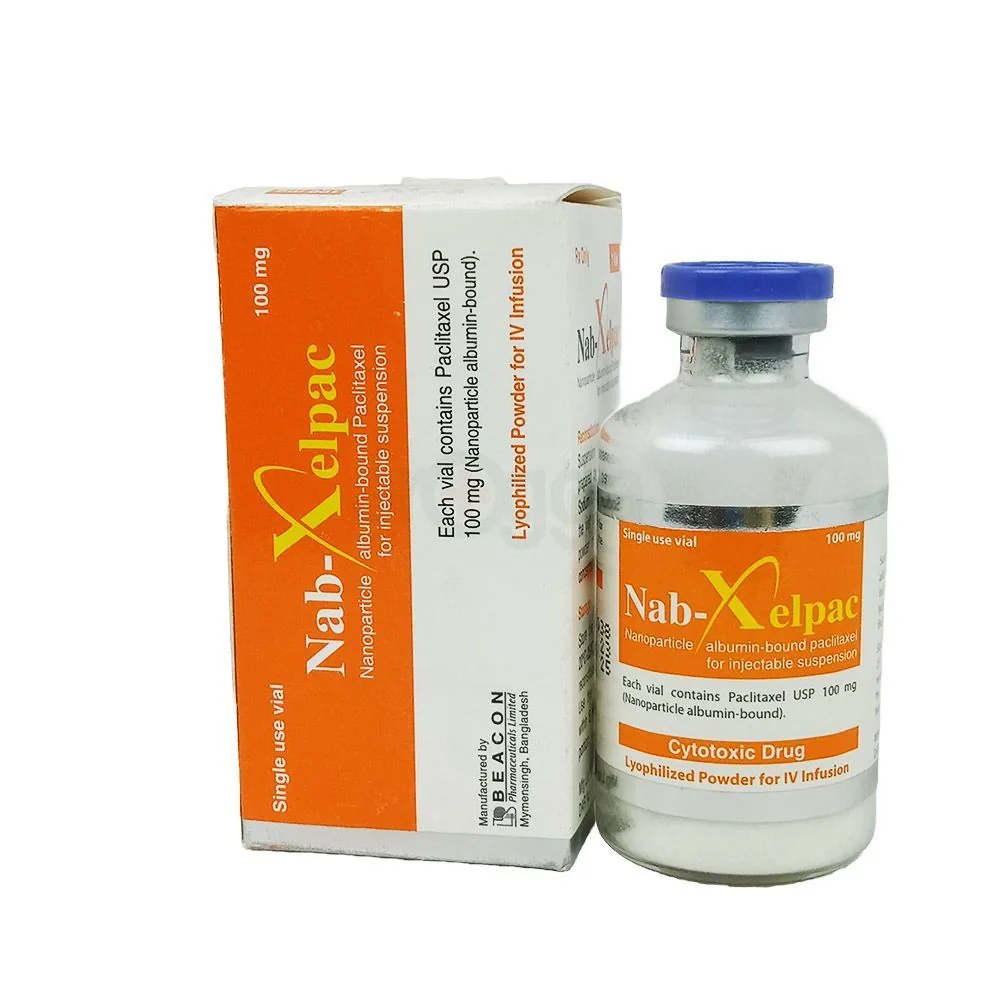 100 mg
Single use vial
Nab-Xelpac
Nanoparticle albumin-bound Paclitaxel
for injectable suspension
Each vial contains Paclitaxel USP
100 mg (Nanoparticle albumin-bound).
Lyophilized Powder for IV Infusion
Manufactured by
BEACON
Pharmaceuticals Limited
Mymensingh, Bangladesh
Rx Only
Nab-Xelpac
Single use vial
100 mg
Nab-Xelpac
Nanoparticle albumin-bound paclitaxel
for injectable suspension
Each vial contains Paclitaxel USP 100 mg
(Nanoparticle albumin-bound).
Cytotoxic Drug
Lyophilized Powder for IV Infusion